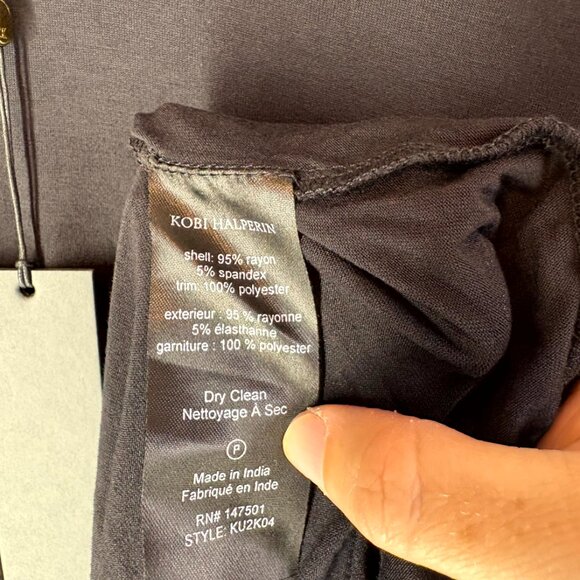 KOBI HALPERIN
shell: 95% rayon
5% spandex
trim: 100% polyester
exterieur : 95 % rayonne
5% élasthanne
garniture : 100 % polyester
Dry Clean
Nettoyage À Sec
P
Made in India
Fabriqué en Inde
RN# 147501
STYLE: KU2K04